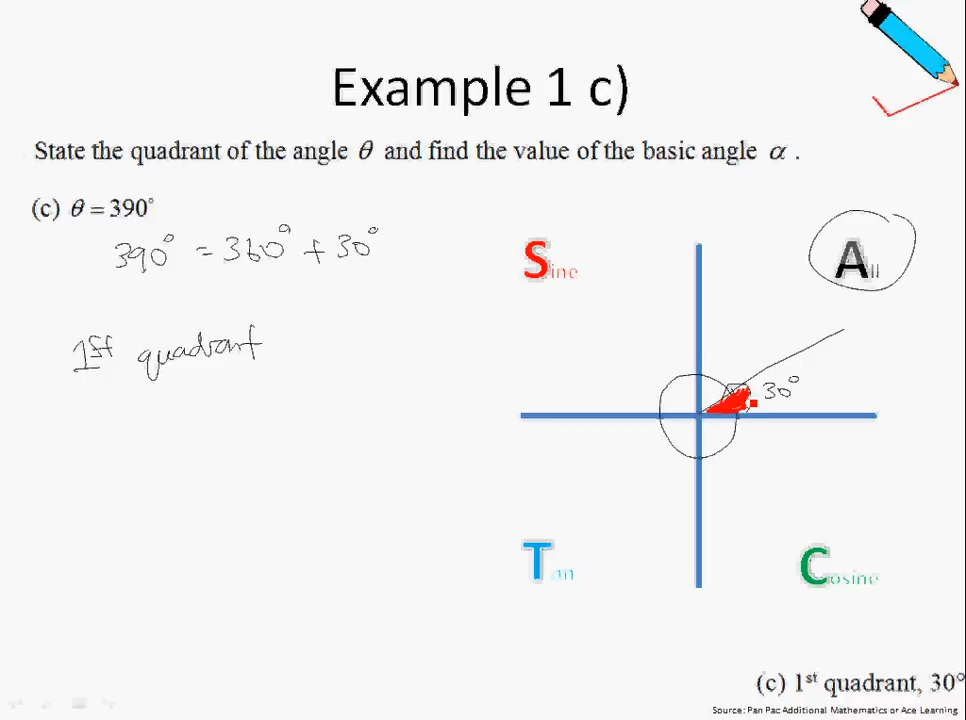 Example 1 c)
State the quadrant of the angle θ and find the value of the basic angle α .
(c) θ = 390°
390° = 360° + 30°
Sine
All
1st quadrant
30°
Tan
Cosine
(c) 1st quadrant, 30°
Source: Pan Pac Additional Mathematics or Ace Learning